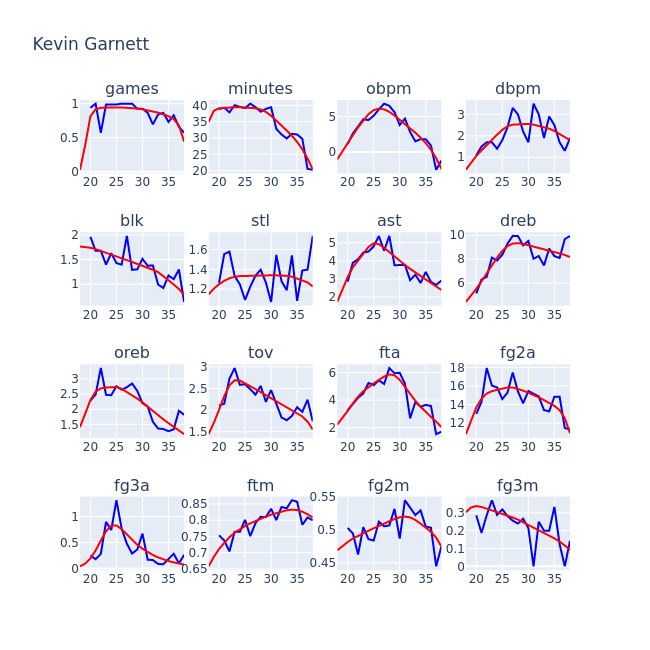 Kevin Garnett
games minutes obpm dbpm
1
0.5
0
20 25 30 35
40
35
30
25
20
20 25 30 35
5
0
20 25 30 35
3
2
1
20 25 30 35
blk stl ast dreb
2
1.5
1
20 25 30 35
1.6
1.4
1.2
20 25 30 35
5
4
3
2
20 25 30 35
10
8
6
20 25 30 35
oreb tov fta fg2a
3
2.5
2
1.5
20 25 30 35
3
2.5
2
1.5
20 25 30 35
6
4
2
20 25 30 35
18
16
14
12
20 25 30 35
fg3a ftm fg2m fg3m
1
0.5
0
20 25 30 35
0.85
0.8
0.75
0.7
0.65
20 25 30 35
0.55
0.5
0.45
20 25 30 35
0.3
0.2
0.1
0
20 25 30 35